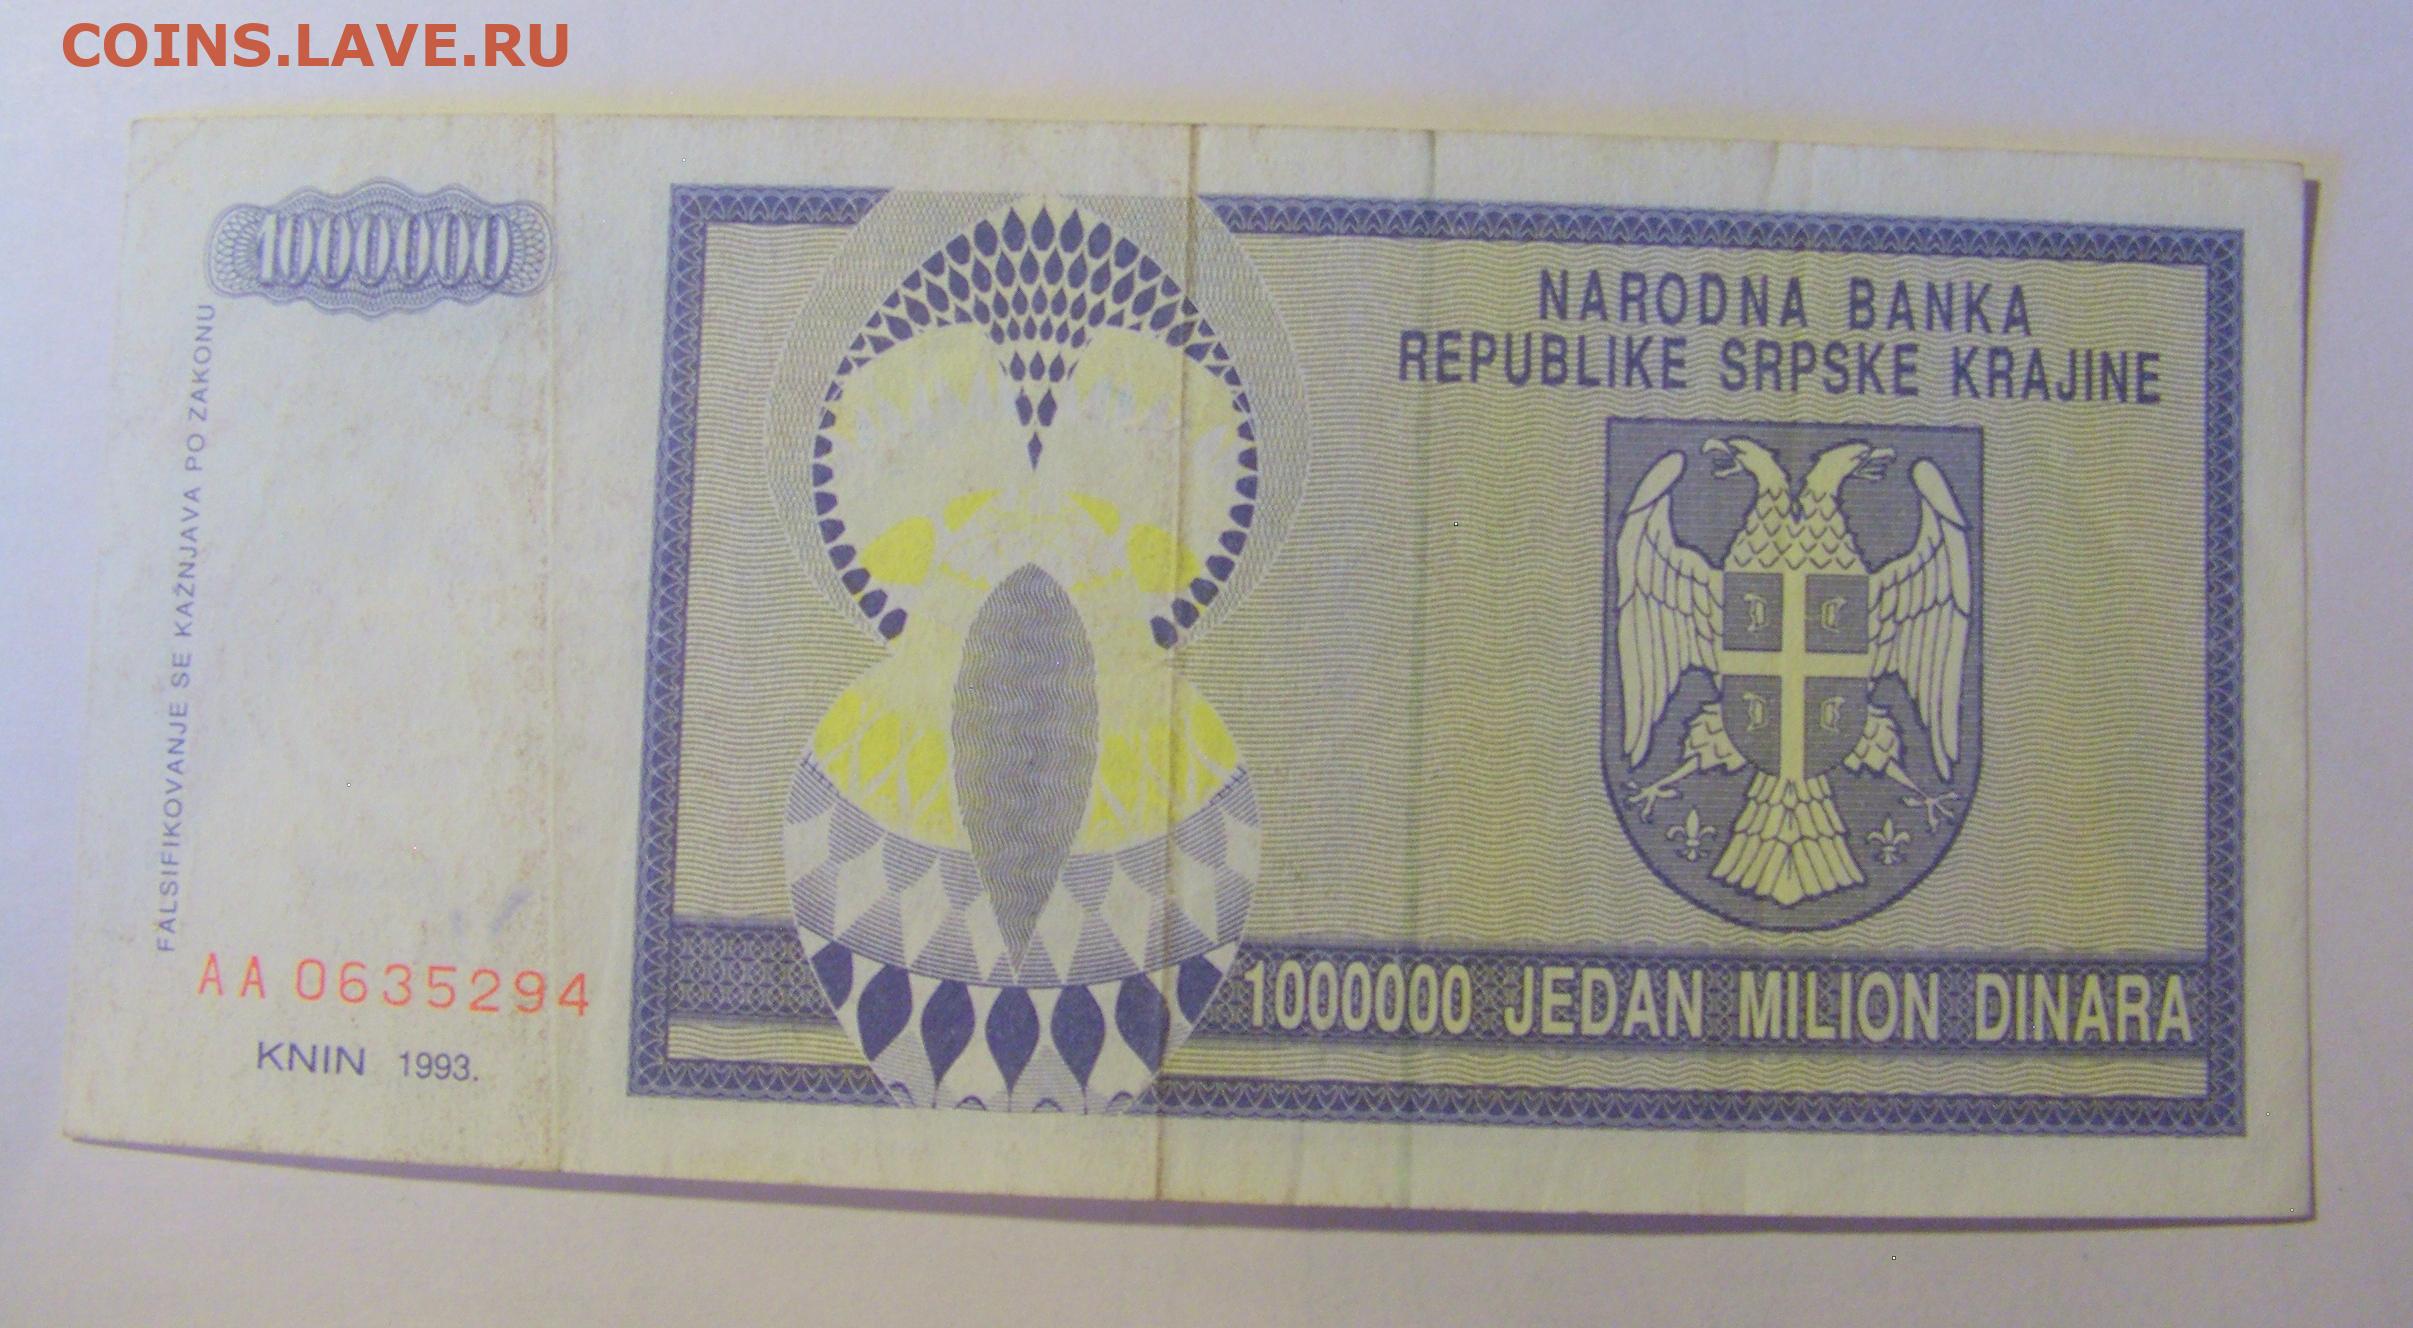 COINS.LAVE.RU
1000000
FALSIFIKOVANJE SE KAŽNJAVA PO ZAKONU
AA 0635294
KNIN 1993.
NARODNA BANKA
REPUBLIKE SRPSKE KRAJINE
1000000 JEDAN MILION DINARA